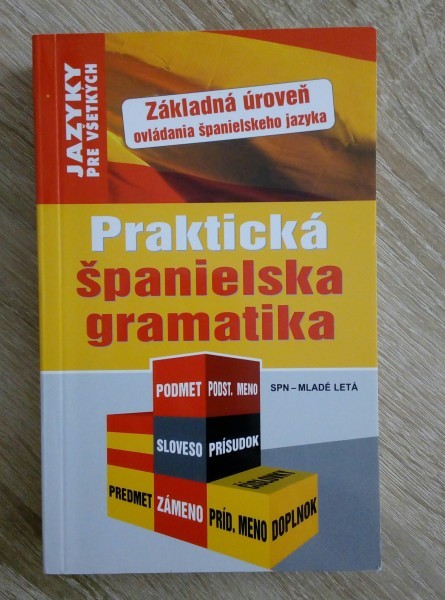 JAZYKY
PRE VŠETKÝCH
Základná úroveň
ovládania španielskeho jazyka
Praktická
španielska
gramatika
SPN – MLADÉ LETÁ
PODMET
PODST. MENO
SLOVESO
PRÍSUDOK
ČÍSLOVKY
PREDMET
ZÁMENO
PRÍD. MENO
DOPLNOK